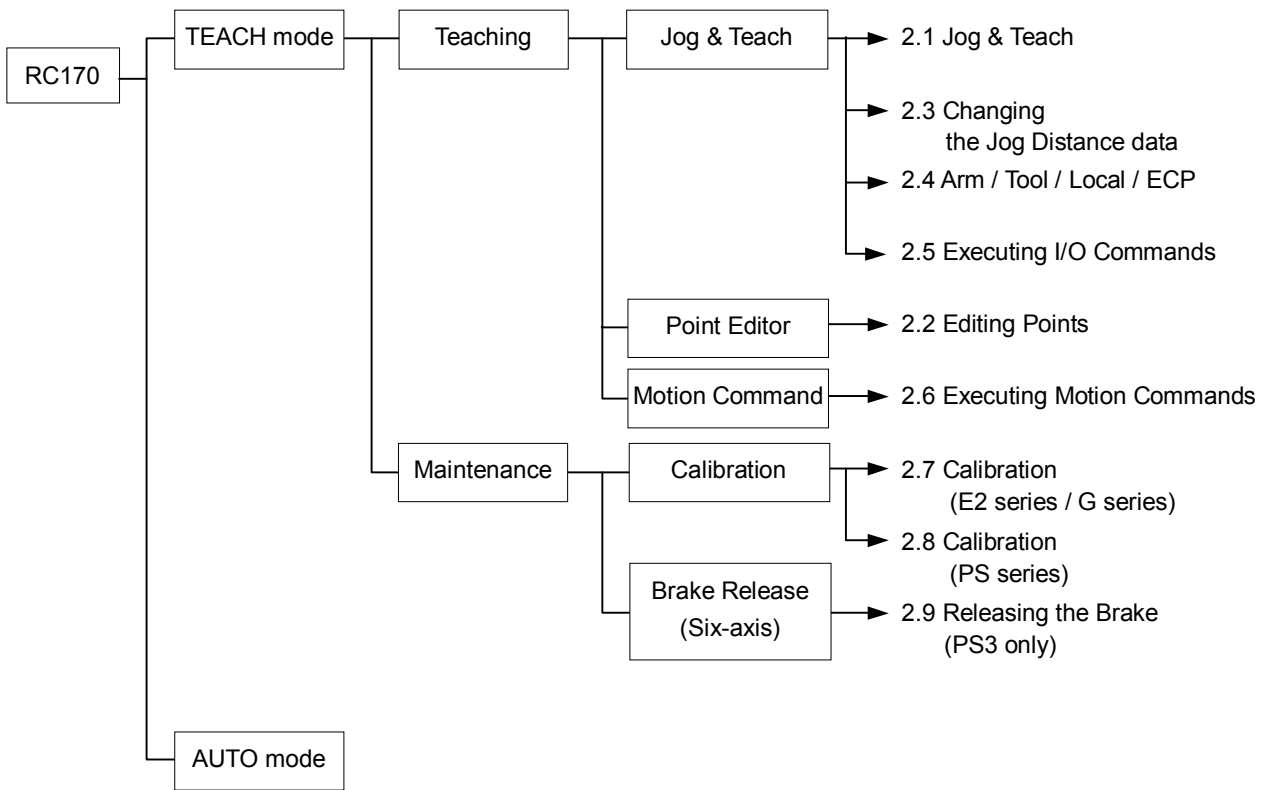 RC170
TEACH mode
Teaching
Jog & Teach
2.1 Jog & Teach
2.3 Changing
the Jog Distance data
2.4 Arm / Tool / Local / ECP
2.5 Executing I/O Commands
Point Editor
2.2 Editing Points
Motion Command
2.6 Executing Motion Commands
Maintenance
Calibration
2.7 Calibration
(E2 series / G series)
2.8 Calibration
(PS series)
Brake Release
(Six-axis)
2.9 Releasing the Brake
(PS3 only)
AUTO mode